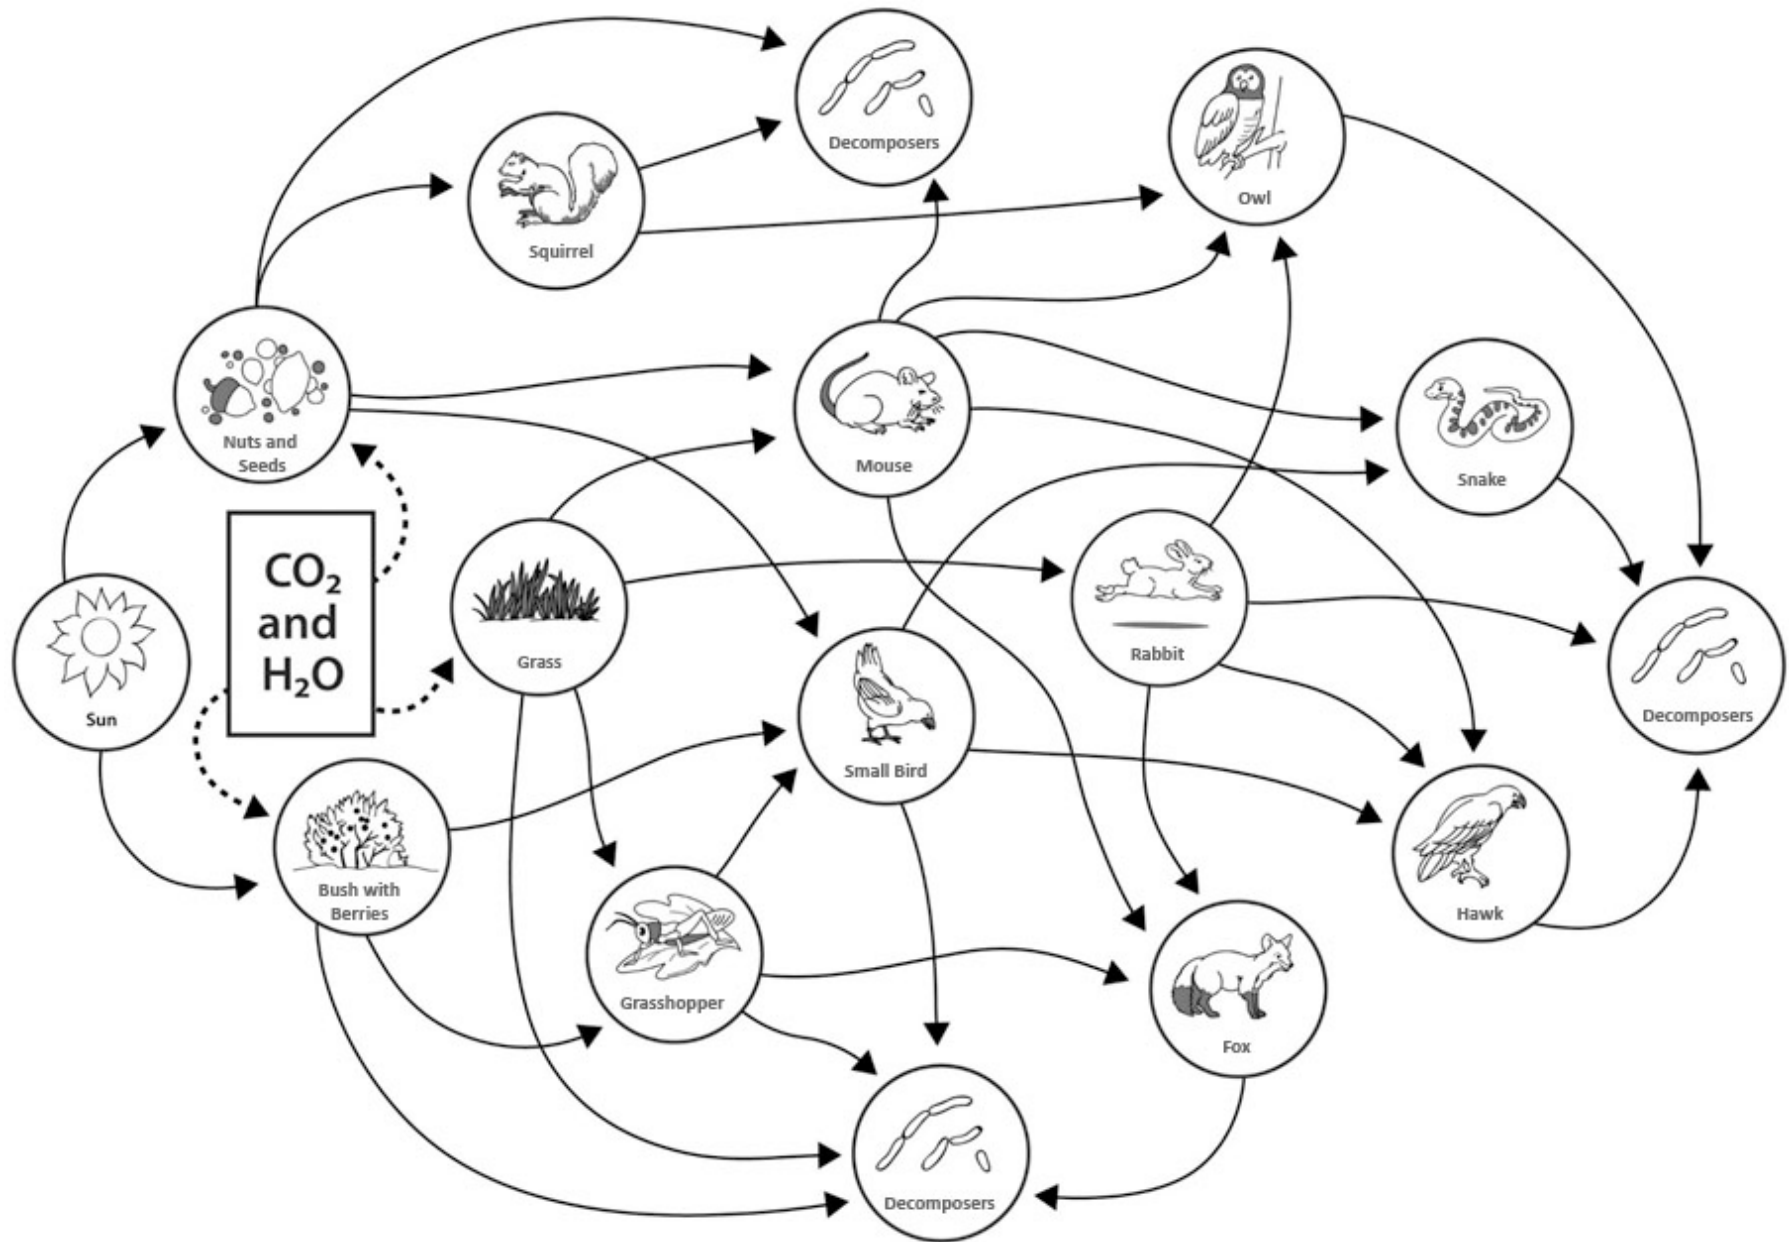 Decomposers
Owl
Squirrel
Nuts and
Seeds
Mouse
Snake
CO₂
and
H₂O
Grass
Rabbit
Sun
Small Bird
Decomposers
Bush with
Berries
Hawk
Grasshopper
Fox
Decomposers